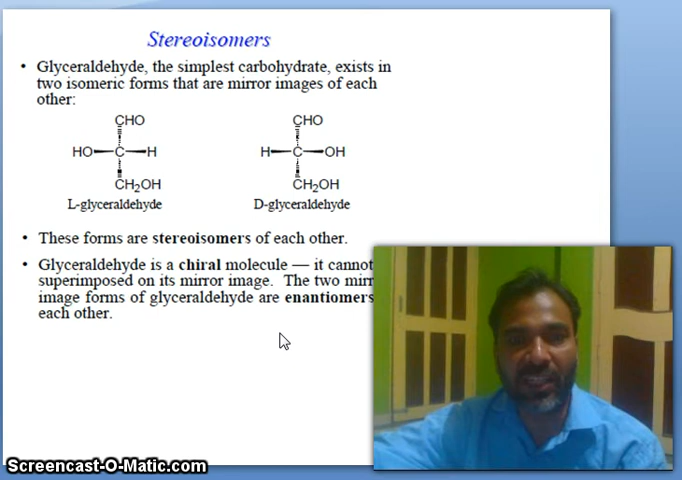 Stereoisomers
• Glyceraldehyde, the simplest carbohydrate, exists in
two isomeric forms that are mirror images of each
other:
CHO CHO
HO C H H C OH
CH2OH CH2OH
L-glyceraldehyde D-glyceraldehyde
• These forms are stereoisomers of each other.
• Glyceraldehyde is a chiral molecule — it cannot
superimposed on its mirror image. The two
image forms of glyceraldehyde are enantiomers
each other.
Screencast-O-Matic.com